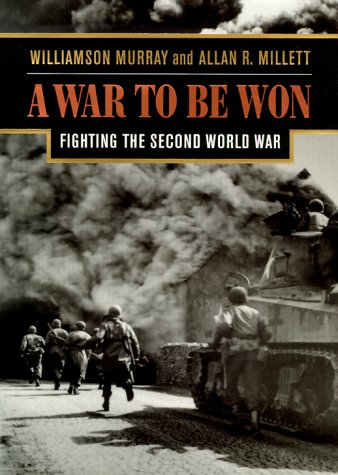 WILLIAMSON MURRAY and ALLAN R. MILLETT
A WAR TO BE WON
FIGHTING THE SECOND WORLD WAR